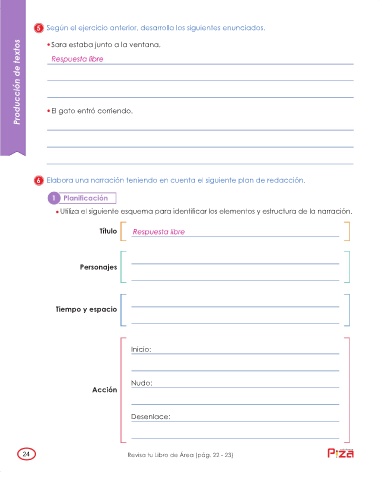 Producción de textos
5 Según el ejercicio anterior, desarrolla los siguientes enunciados.
• Sara estaba junto a la ventana.
Respuesta libre
• El gato entró corriendo.
6 Elabora una narración teniendo en cuenta el siguiente plan de redacción.
1 Planificación
• Utiliza el siguiente esquema para identificar los elementos y estructura de la narración.
Título Respuesta libre
Personajes
Tiempo y espacio
Inicio:
Nudo:
Acción
Desenlace:
24 Revisa tu Libro de Área (pág. 22 - 23)